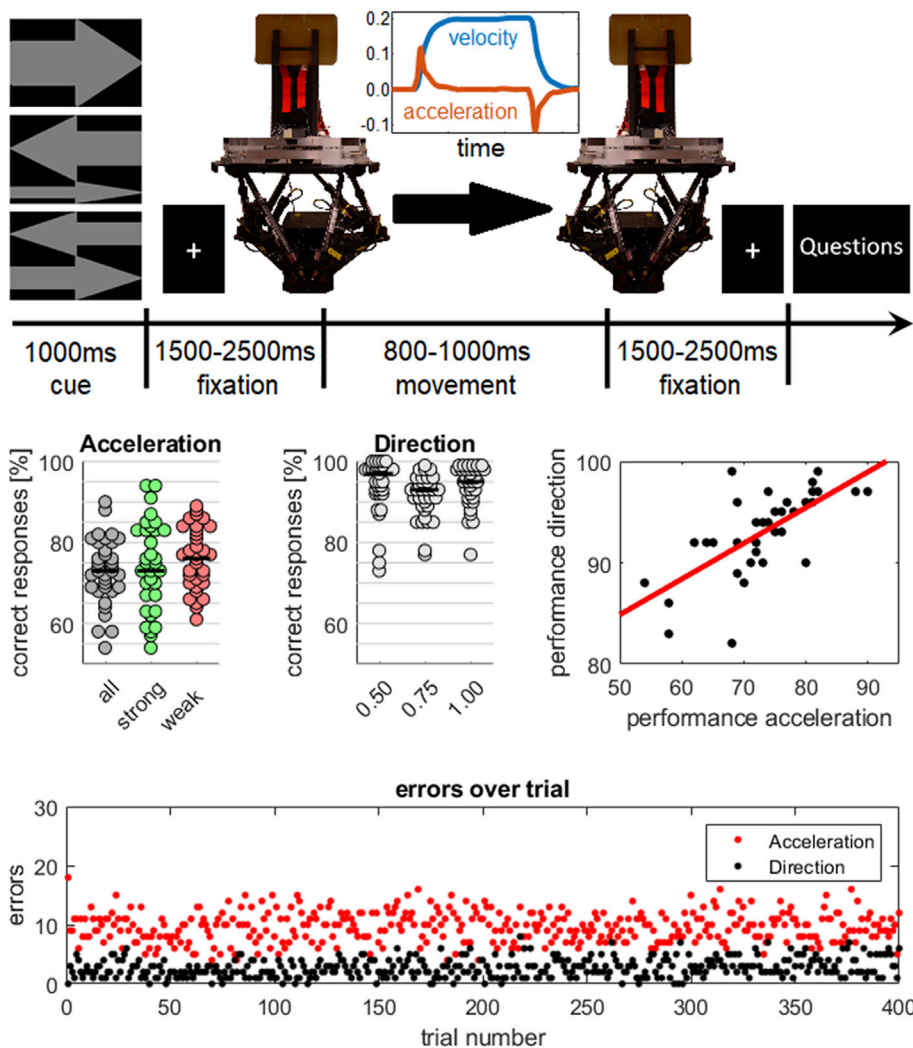 0.2
velocity
0.0
acceleration
-0.1
time
+
+
Questions
1000ms
cue
1500-2500ms
fixation
800-1000ms
movement
1500-2500ms
fixation
Acceleration
correct responses [%]
100
80
60
all
strong
weak
Direction
correct responses [%]
100
80
60
0.50
0.75
1.00
performance direction
100
90
80
50
60
70
80
90
performance acceleration
errors over trial
errors
30
20
10
0
Acceleration
Direction
0
50
100
150
200
250
300
350
400
trial number